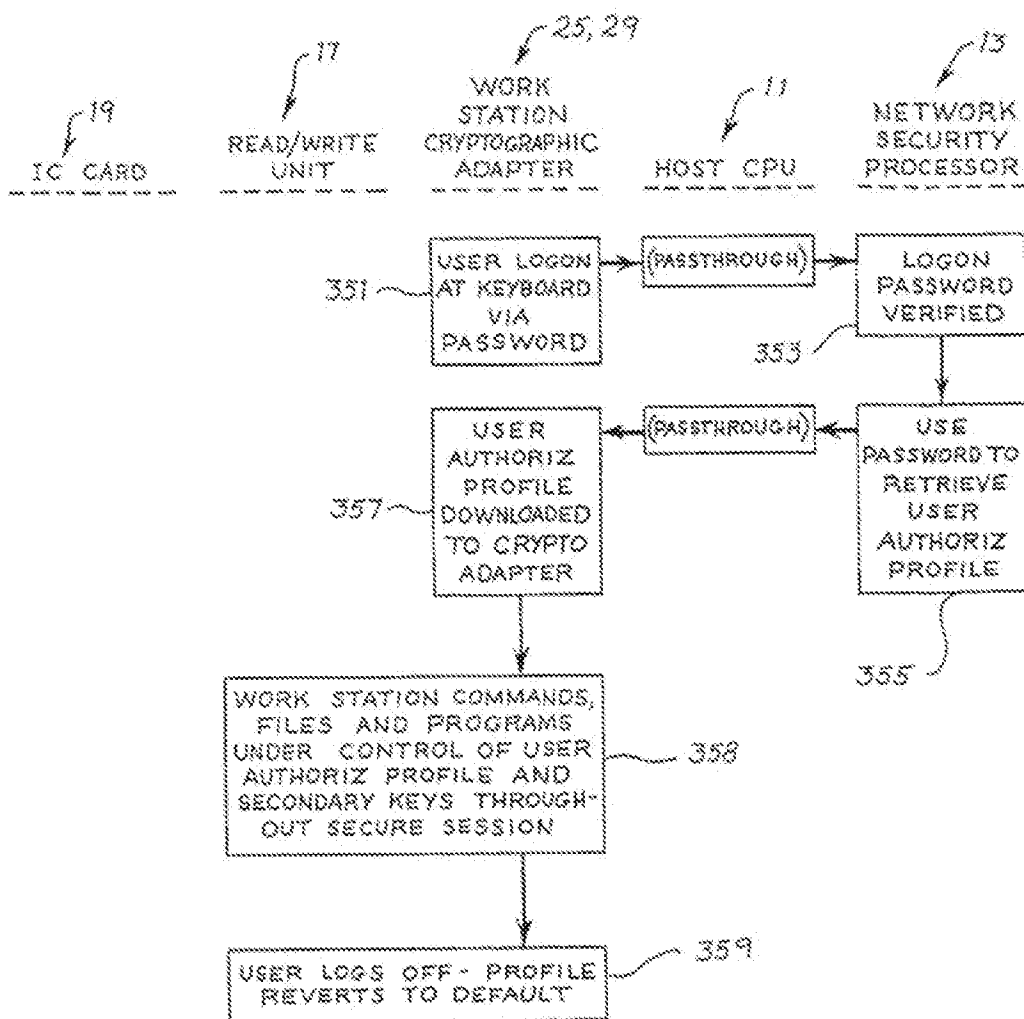 19
IC CARD
17
READ/WRITE
UNIT
25, 29
WORK
STATION
CRYPTOGRAPHIC
ADAPTER
11
HOST CPU
13
NETWORK
SECURITY
PROCESSOR
351
USER LOGON
AT KEYBOARD
VIA
PASSWORD
(PASSTHROUGH)
LOGON
PASSWORD
VERIFIED
353
357
USER
AUTHORIZ
PROFILE
DOWNLOADED
TO CRYPTO
ADAPTER
(PASSTHROUGH)
USE
PASSWORD TO
RETRIEVE
USER
AUTHORIZ
PROFILE
355
WORK STATION COMMANDS,
FILES AND PROGRAMS
UNDER CONTROL OF USER
AUTHORIZ PROFILE AND
SECONDARY KEYS THROUGH-
OUT SECURE SESSION
358
USER LOGS OFF - PROFILE
REVERTS TO DEFAULT
359